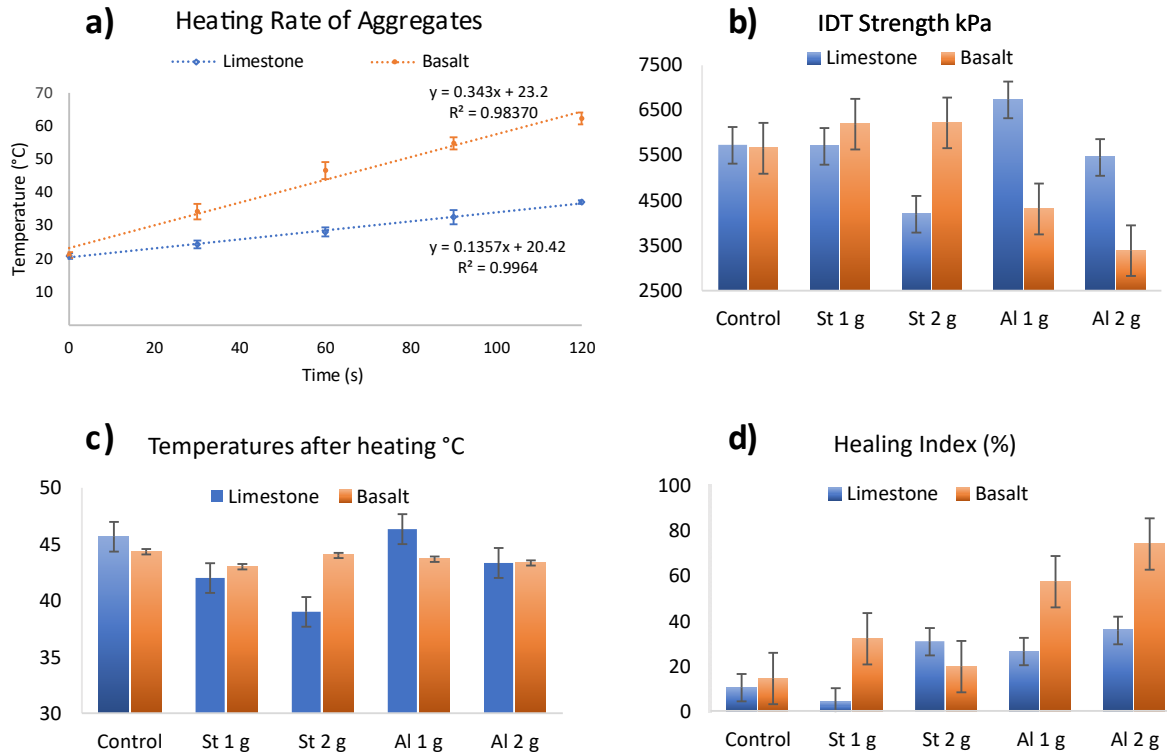 a)
Heating Rate of Aggregates
Limestone Basalt
y = 0.343x + 23.2
R² = 0.98370
y = 0.1357x + 20.42
R² = 0.9964
Temperature (°C)
70
60
50
40
30
20
10
0 20 40 60 80 100 120
Time (s)
b)
IDT Strength kPa
Limestone Basalt
7500
6500
5500
4500
3500
2500
Control St 1 g St 2 g Al 1 g Al 2 g
c)
Temperatures after heating °C
Limestone Basalt
50
45
40
35
30
Control St 1 g St 2 g Al 1 g Al 2 g
d)
Healing Index (%)
Limestone Basalt
100
80
60
40
20
0
Control St 1 g St 2 g Al 1 g Al 2 g